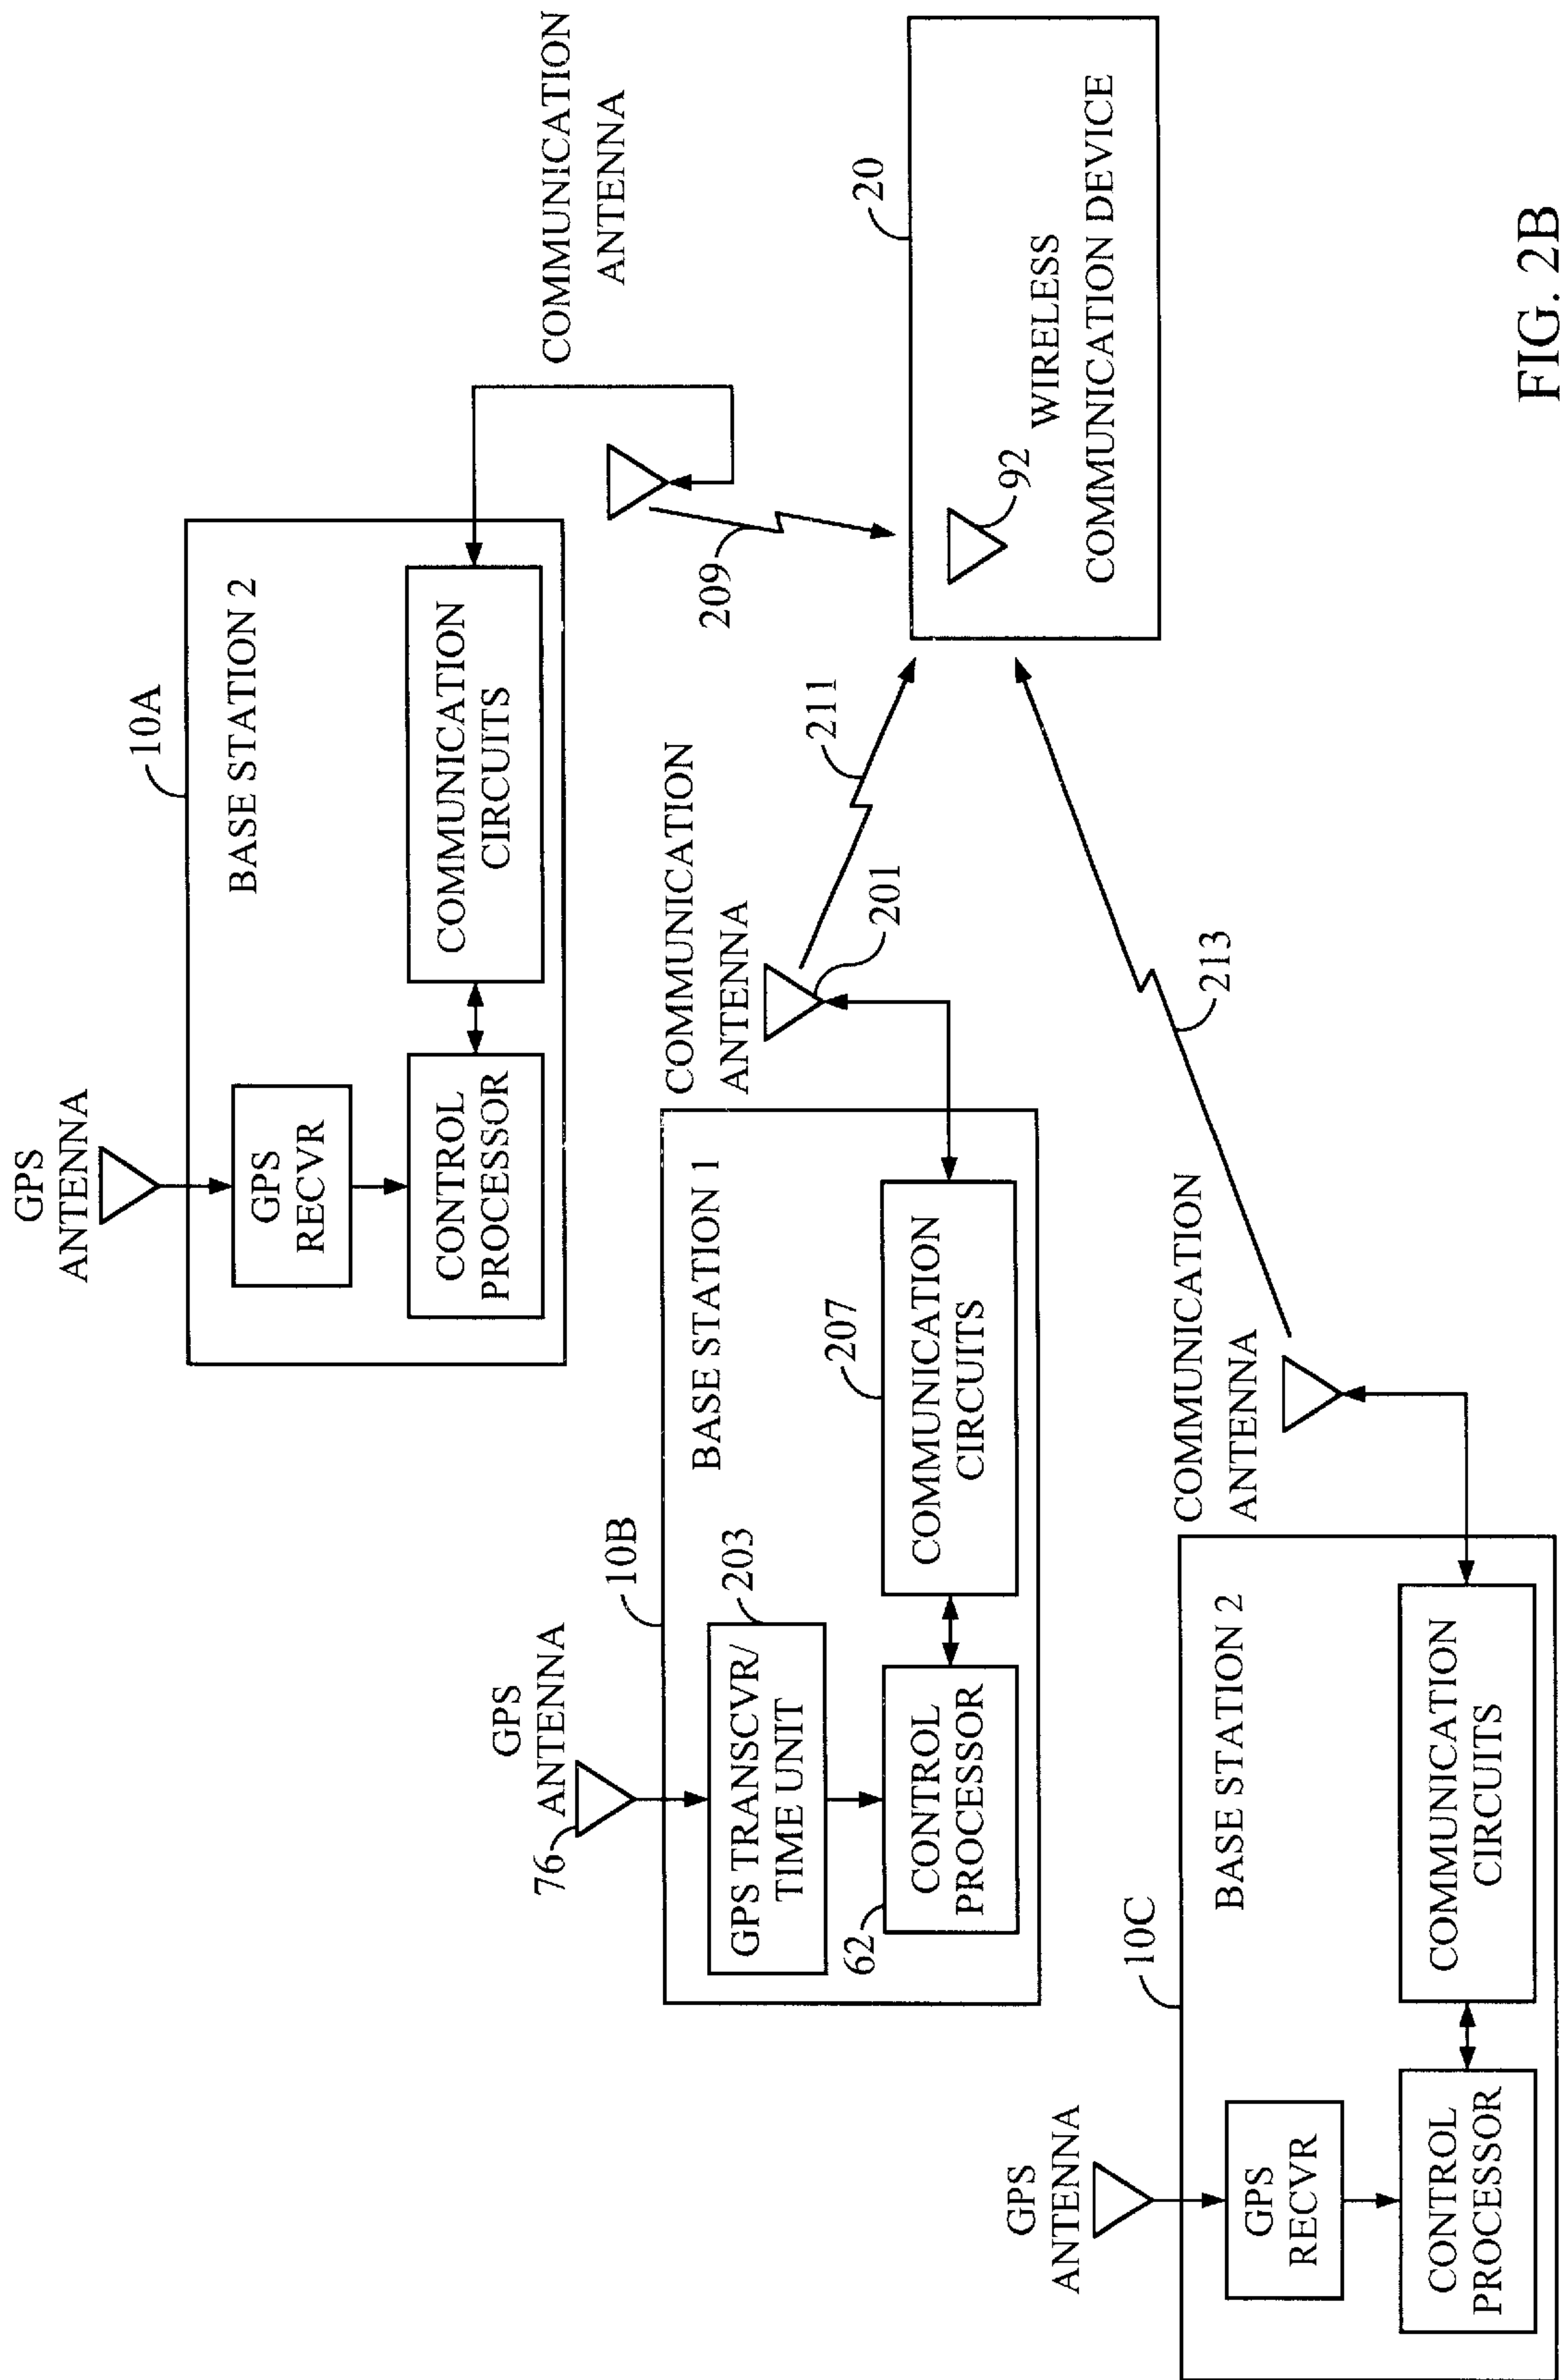 GPS
ANTENNA
10A
BASE STATION 2
GPS
RECVR
CONTROL
PROCESSOR
COMMUNICATION
CIRCUITS
COMMUNICATION
ANTENNA
209
GPS
ANTENNA
76
10B
BASE STATION 1
203
GPS TRANSCVR/
TIME UNIT
62
CONTROL
PROCESSOR
207
COMMUNICATION
CIRCUITS
COMMUNICATION
ANTENNA
201
211
20
92
WIRELESS
COMMUNICATION DEVICE
GPS
ANTENNA
10C
BASE STATION 2
GPS
RECVR
CONTROL
PROCESSOR
COMMUNICATION
CIRCUITS
COMMUNICATION
ANTENNA
213
FIG. 2B